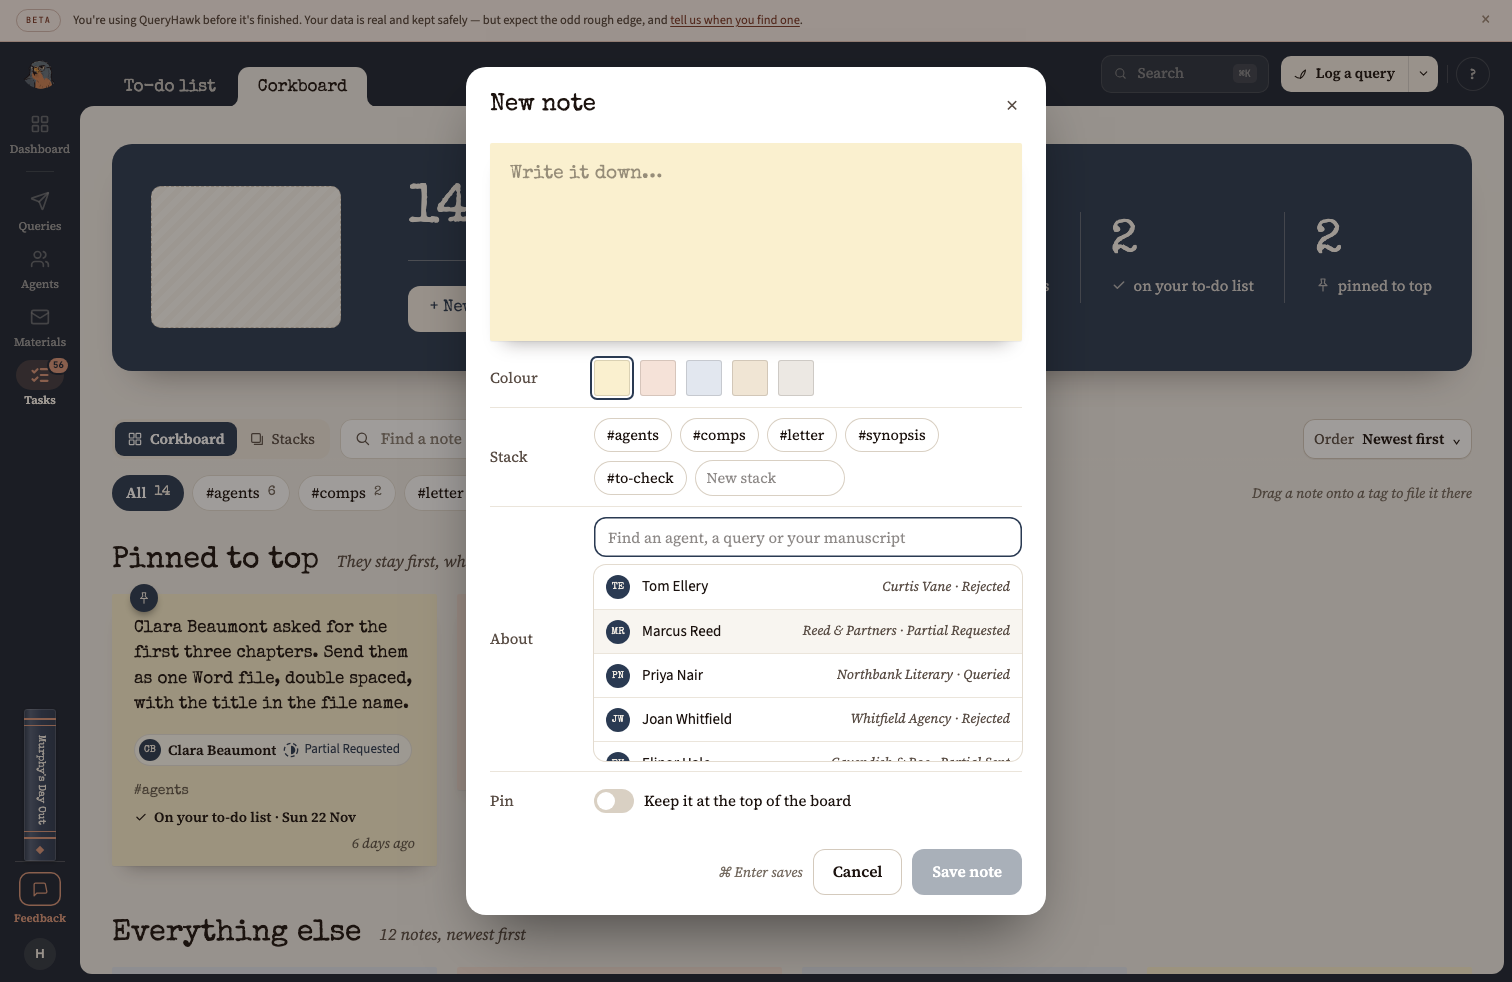 BETA
You're using QueryHawk before it's finished. Your data is real and kept safely — but expect the odd rough edge, and tell us when you find one.
To-do list
Corkboard
Search
⌘K
Log a query
?
Dashboard
Queries
Agents
Materials
56
Tasks
Murphy's Day Out
Feedback
H
14
+ New
2
on your to-do list
2
pinned to top
Corkboard
Stacks
Find a note
Order Newest first
All 14
#agents 6
#comps 2
#letter
Drag a note onto a tag to file it there
Pinned to top
They stay first,
Clara Beaumont asked for the
first three chapters. Send them
as one Word file, double spaced,
with the title in the file name.
CB Clara Beaumont Partial Requested
#agents
On your to-do list · Sun 22 Nov
6 days ago
Everything else
12 notes, newest first
New note
×
Write it down...
Colour
Stack
#agents
#comps
#letter
#synopsis
#to-check
New stack
About
Find an agent, a query or your manuscript
TE Tom Ellery Curtis Vane · Rejected
MR Marcus Reed Reed & Partners · Partial Requested
PN Priya Nair Northbank Literary · Queried
JW Joan Whitfield Whitfield Agency · Rejected
Pin
Keep it at the top of the board
⌘ Enter saves
Cancel
Save note